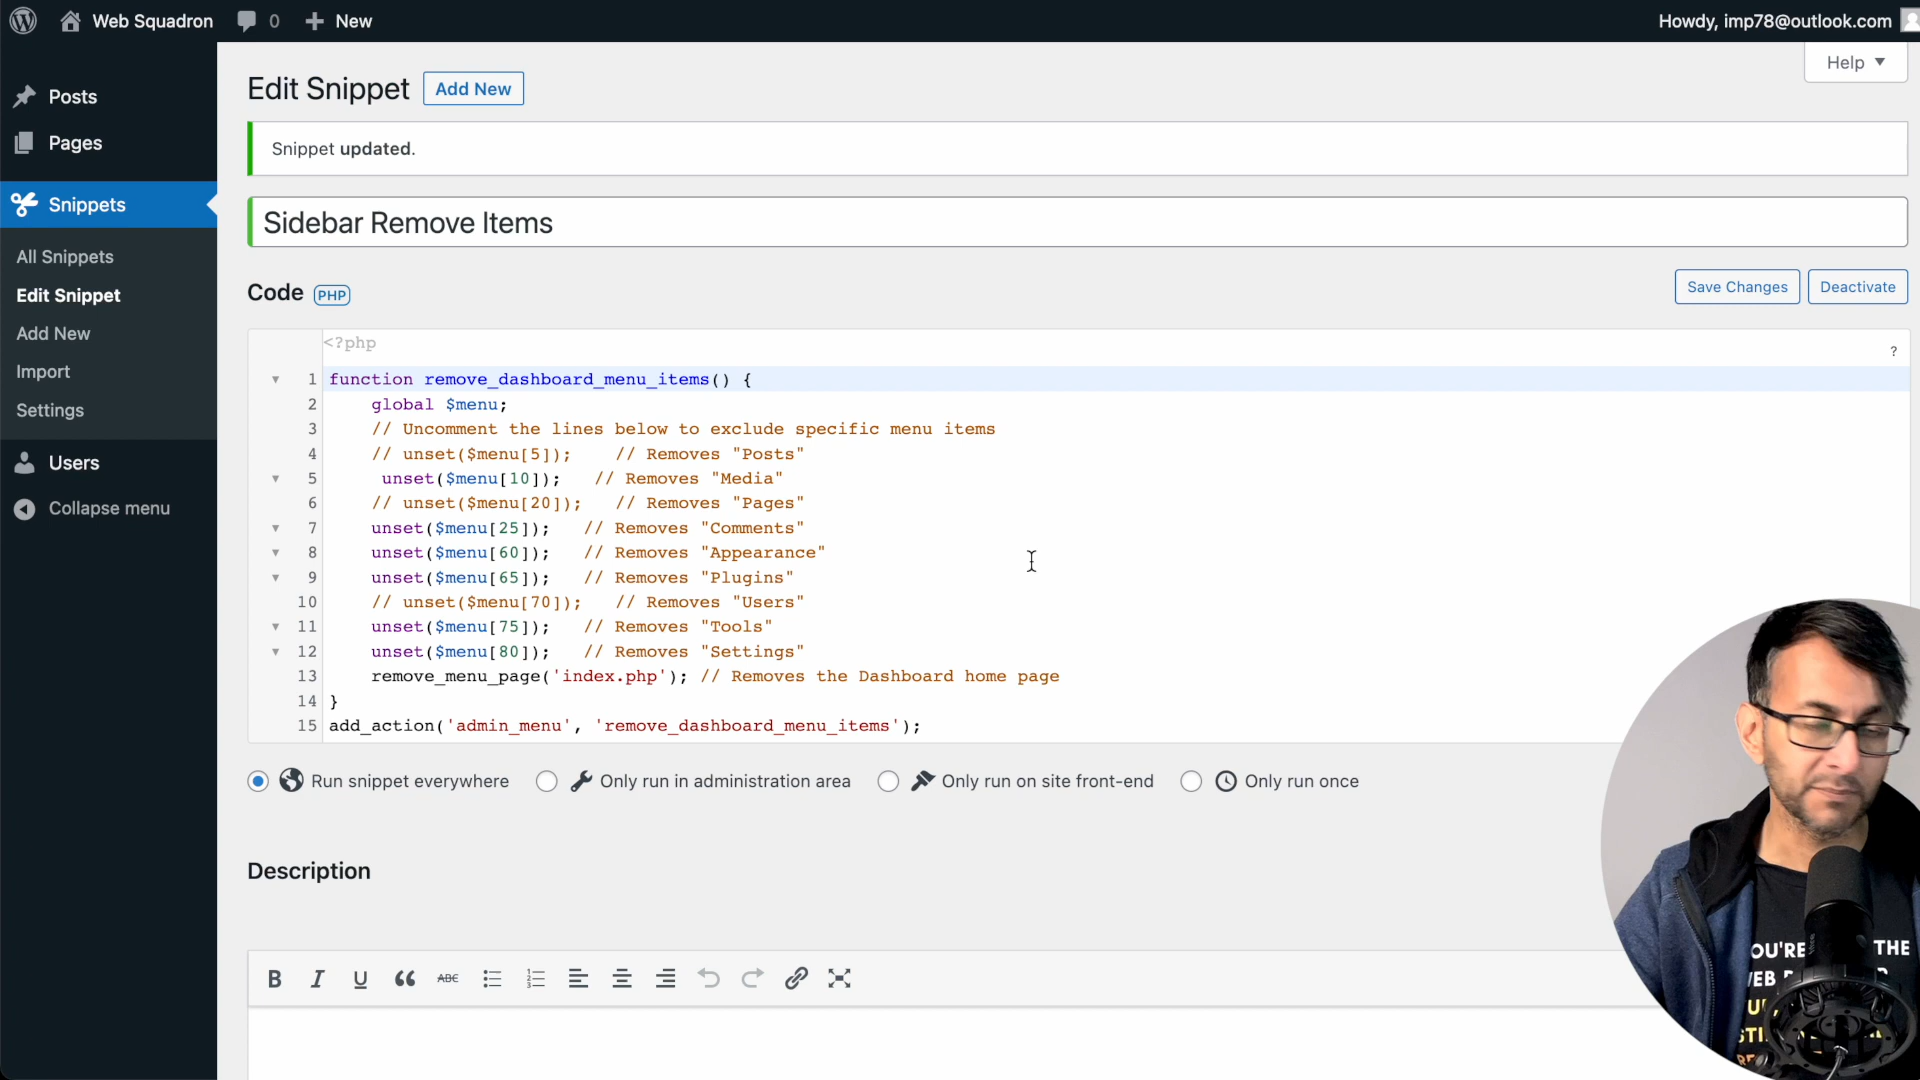 Web Squadron 0 New Howdy, imp78@outlook.com
Posts
Pages
Snippets
All Snippets
Edit Snippet
Add New
Import
Settings
Users
Collapse menu
Help
Edit Snippet Add New
Snippet updated.
Sidebar Remove Items
Code PHP Save Changes Deactivate
<?php
?
1 function remove_dashboard_menu_items() {
2 global $menu;
3 // Uncomment the lines below to exclude specific menu items
4 // unset($menu[5]); // Removes "Posts"
5 unset($menu[10]); // Removes "Media"
6 // unset($menu[20]); // Removes "Pages"
7 unset($menu[25]); // Removes "Comments"
8 unset($menu[60]); // Removes "Appearance"
9 unset($menu[65]); // Removes "Plugins"
10 // unset($menu[70]); // Removes "Users"
11 unset($menu[75]); // Removes "Tools"
12 unset($menu[80]); // Removes "Settings"
13 remove_menu_page('index.php'); // Removes the Dashboard home page
14 }
15 add_action('admin_menu', 'remove_dashboard_menu_items');
Run snippet everywhere Only run in administration area Only run on site front-end Only run once
Description
B I U ABC
THE